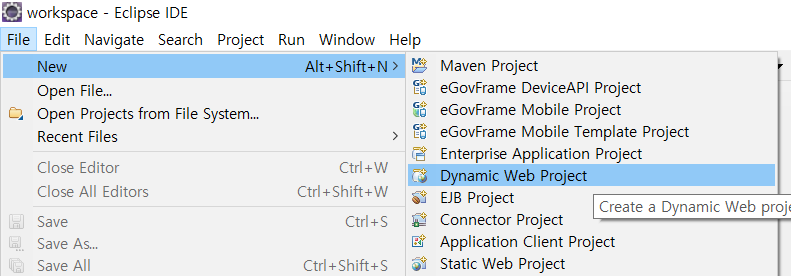 workspace - Eclipse IDE
File Edit Navigate Search Project Run Window Help
New Alt+Shift+N
Open File...
Open Projects from File System...
Recent Files
Close Editor Ctrl+W
Close All Editors Ctrl+Shift+W
Save Ctrl+S
Save As...
Save All Ctrl+Shift+S
Maven Project
eGovFrame DeviceAPI Project
eGovFrame Mobile Project
eGovFrame Mobile Template Project
Enterprise Application Project
Dynamic Web Project
EJB Project
Create a Dynamic Web proje
Connector Project
Application Client Project
Static Web Project